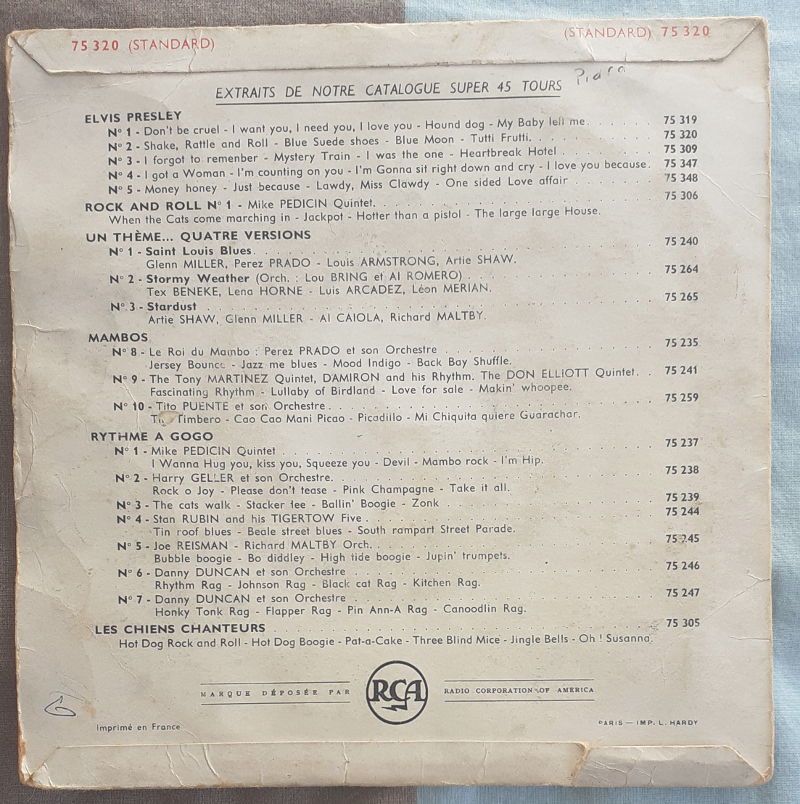 75 320 (STANDARD)
(STANDARD) 75 320
EXTRAITS DE NOTRE CATALOGUE SUPER 45 TOURS
ELVIS PRESLEY
N° 1 - Don't be cruel - I want you, I need you, I love you - Hound dog - My Baby left me. 75 319
N° 2 - Shake, Rattle and Roll - Blue Suede shoes - Blue Moon - Tutti Frutti. . 75 320
N° 3 - I forgot to remenber - Mystery Train - I was the one - Heartbreak Hotel . . . . . . . . 75 309
N° 4 - I got a Woman - I'm counting on you - I'm Gonna sit right down and cry - I love you because. 75 347
N° 5 - Money honey - Just because - Lawdy, Miss Clawdy - One sided Love affair . . . . . . . . 75 348
ROCK AND ROLL N° 1 - Mike PEDICIN Quintet. . . . . . . . 75 306
When the Cats come marching in - Jackpot - Hotter than a pistol - The large large House.
UN THÈME... QUATRE VERSIONS
N° 1 - Saint Louis Blues. . . . . . . . 75 240
Glenn MILLER, Perez PRADO - Louis ARMSTRONG, Artie SHAW.
N° 2 - Stormy Weather (Orch. : Lou BRING et Al ROMERO) . . . . . . . . 75 264
Tex BENEKE, Lena HORNE - Luis ARCADEZ, Léon MERIAN.
N° 3 - Stardust . . . . . . . . 75 265
Artie SHAW, Glenn MILLER - Al CAIOLA, Richard MALTBY.
MAMBOS
N° 8 - Le Roi du Mambo : Perez PRADO et son Orchestre . . . . . . . . 75 235
Jersey Bounce - Jazz me blues - Mood Indigo - Back Bay Shuffle.
N° 9 - The Tony MARTINEZ Quintet, DAMIRON and his Rhythm. The DON ELLIOTT Quintet. . 75 241
Fascinating Rhythm - Lullaby of Birdland - Love for sale - Makin' whoopee.
N° 10 - Tito PUENTE et son Orchestre . . . . . . . . 75 259
Timbero - Cao Cao Mani Picao - Picadillo - Mi Chiquita quiere Guarachar.
RYTHME A GOGO
N° 1 - Mike PEDICIN Quintet . . . . . . . . 75 237
I Wanna Hug you, kiss you, Squeeze you - Devil - Mambo rock - I'm Hip.
N° 2 - Harry GELLER et son Orchestre. . . . . . . . 75 238
Rock o Joy - Please don't tease - Pink Champagne - Take it all.
N° 3 - The cats walk - Stacker lee - Ballin' Boogie - Zonk . . . . . . . . 75 239
N° 4 - Stan RUBIN and his TIGERTOW Five . . . . . . . . 75 244
Tin roof blues - Beale street blues - South rampart Street Parade.
N° 5 - Joe REISMAN - Richard MALTBY Orch. . . . . . . . 75 245
Bubble boogie - Bo diddley - High tide boogie - Jupin' trumpets.
N° 6 - Danny DUNCAN et son Orchestre . . . . . . . . 75 246
Rhythm Rag - Johnson Rag - Black cat Rag - Kitchen Rag.
N° 7 - Danny DUNCAN et son Orchestre . . . . . . . . 75 247
Honky Tonk Rag - Flapper Rag - Pin Ann-A Rag - Canoodlin Rag.
LES CHIENS CHANTEURS . . . . . . . . 75 305
Hot Dog Rock and Roll - Hot Dog Boogie - Pat-a-Cake - Three Blind Mice - Jingle Bells - Oh ! Susanna.
MARQUE DÉPOSÉE PAR RCA RADIO CORPORATION OF AMERICA
Imprimé en France
PARIS — IMP. L. HARDY